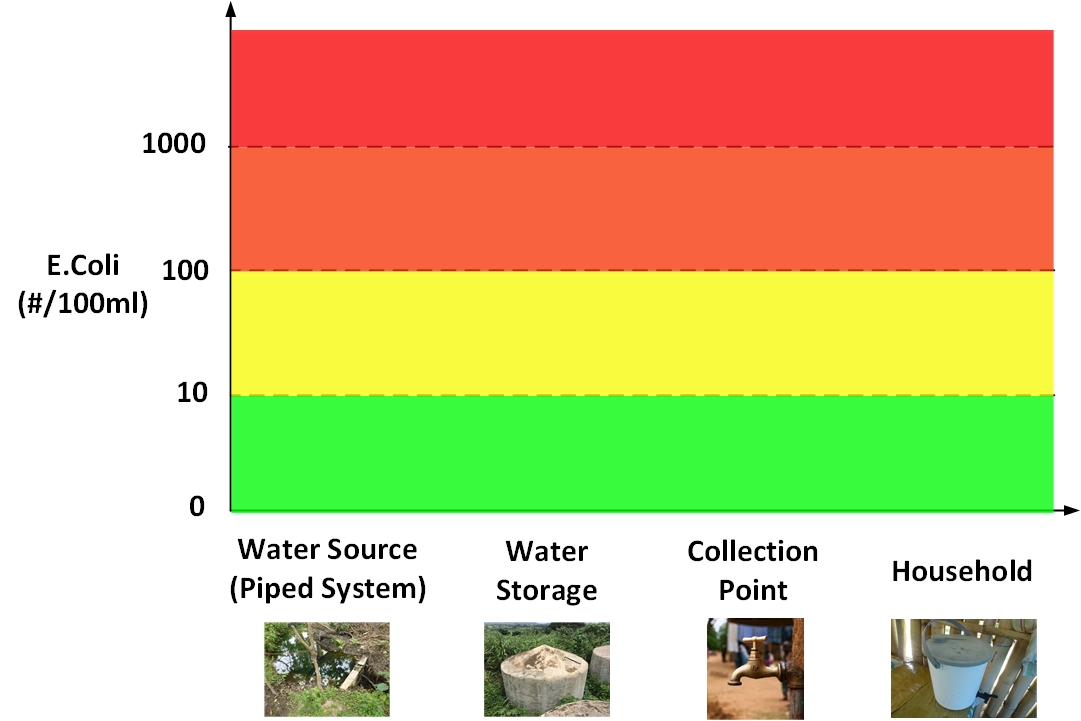 1000
E.Coli
(#/100ml)
100
10
0
Water Source
(Piped System)
Water
Storage
Collection
Point
Household